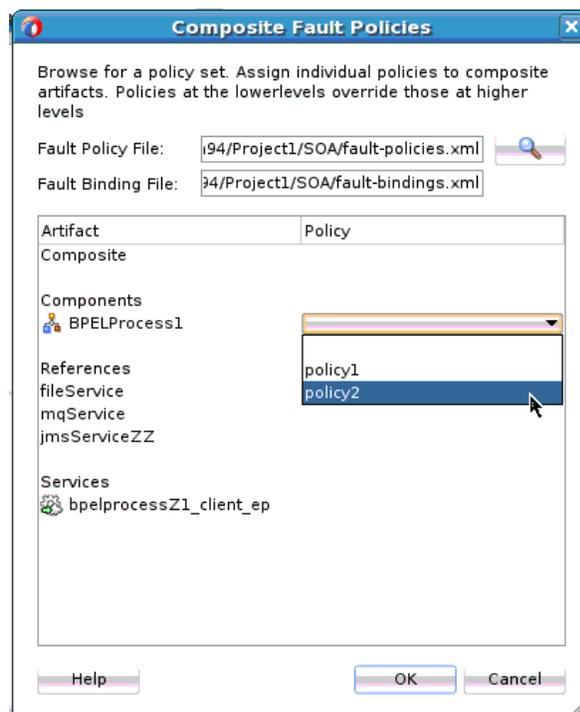 Composite Fault Policies
Browse for a policy set. Assign individual policies to composite
artifacts. Policies at the lowerlevels override those at higher
levels
Fault Policy File: 94/Project1/SOA/fault-policies.xml
Fault Binding File: 94/Project1/SOA/fault-bindings.xml
Artifact Policy
Composite
Components
BPELProcess1
References
policy1
fileService policy2
mqService
jmsServiceZZ
Services
bpelprocessZ1_client_ep
Help OK Cancel